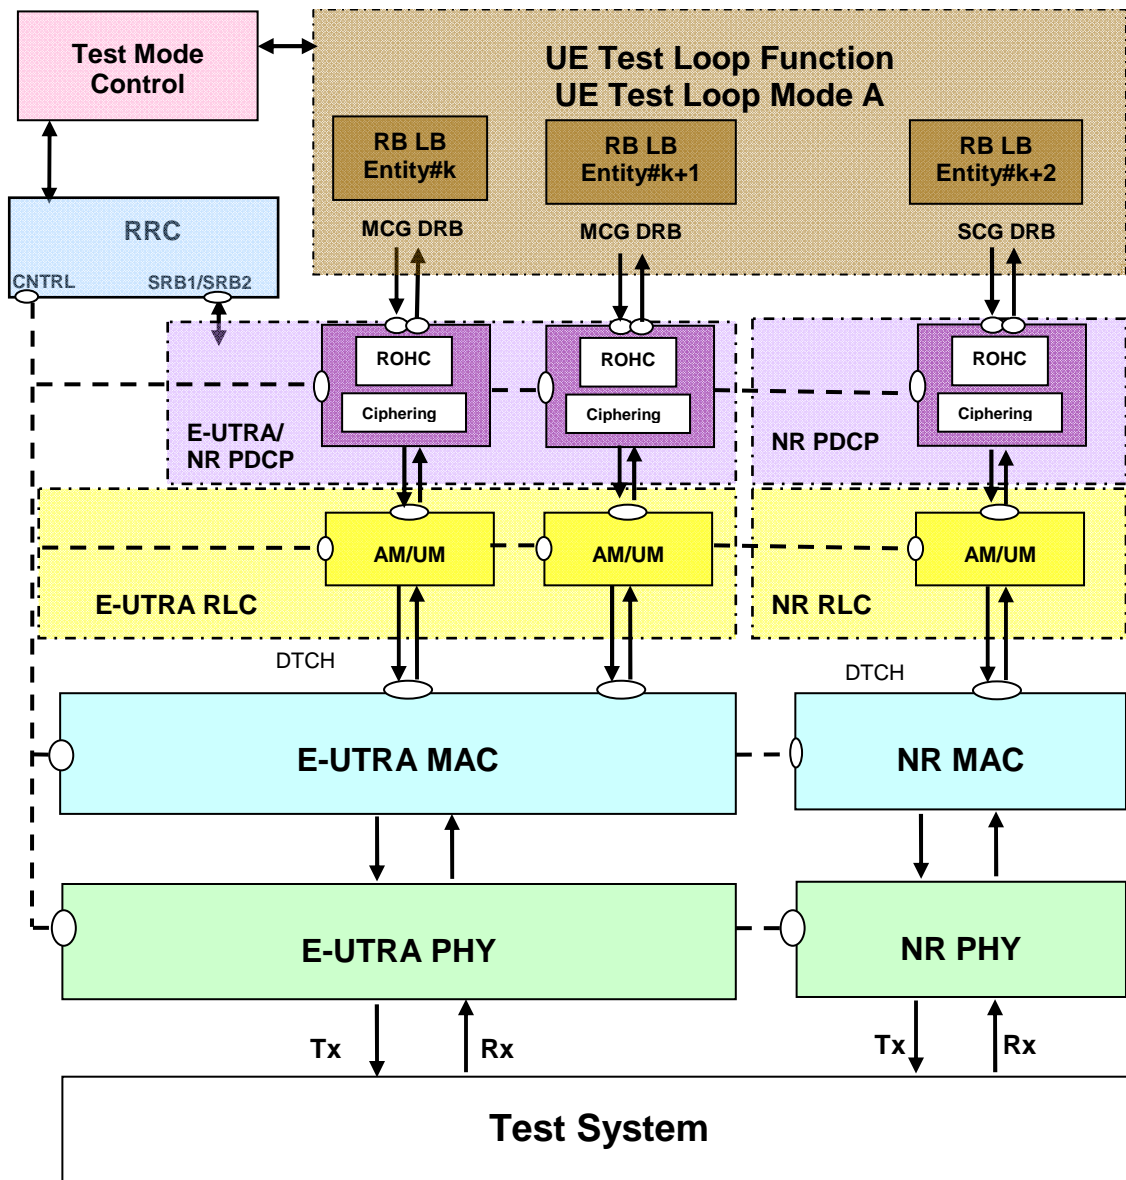 Test Mode
Control
UE Test Loop Function
UE Test Loop Mode A
RB LB
Entity#k
RB LB
Entity#k+1
RB LB
Entity#k+2
MCG DRB
MCG DRB
SCG DRB
RRC
CNTRL
SRB1/SRB2
ROHC
Ciphering
ROHC
Ciphering
ROHC
Ciphering
E-UTRA/
NR PDCP
NR PDCP
AM/UM
AM/UM
AM/UM
E-UTRA RLC
NR RLC
DTCH
DTCH
E-UTRA MAC
NR MAC
E-UTRA PHY
NR PHY
Tx
Rx
Tx
Rx
Test System